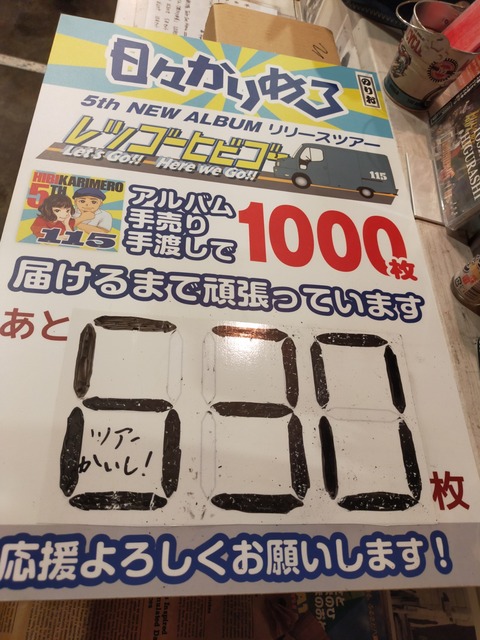 日々かりめろ
5th NEW ALBUM リリースツアー
レツゴーヒビゴー
Let's Go!! Here we Go!!
115
HIBIKARIMERO
5TH
115
アルバム
手売り
手渡しで
1000枚
届けるまで頑張っています
あと 630 枚
ツアー
かいし!
応援よろしくお願いします!